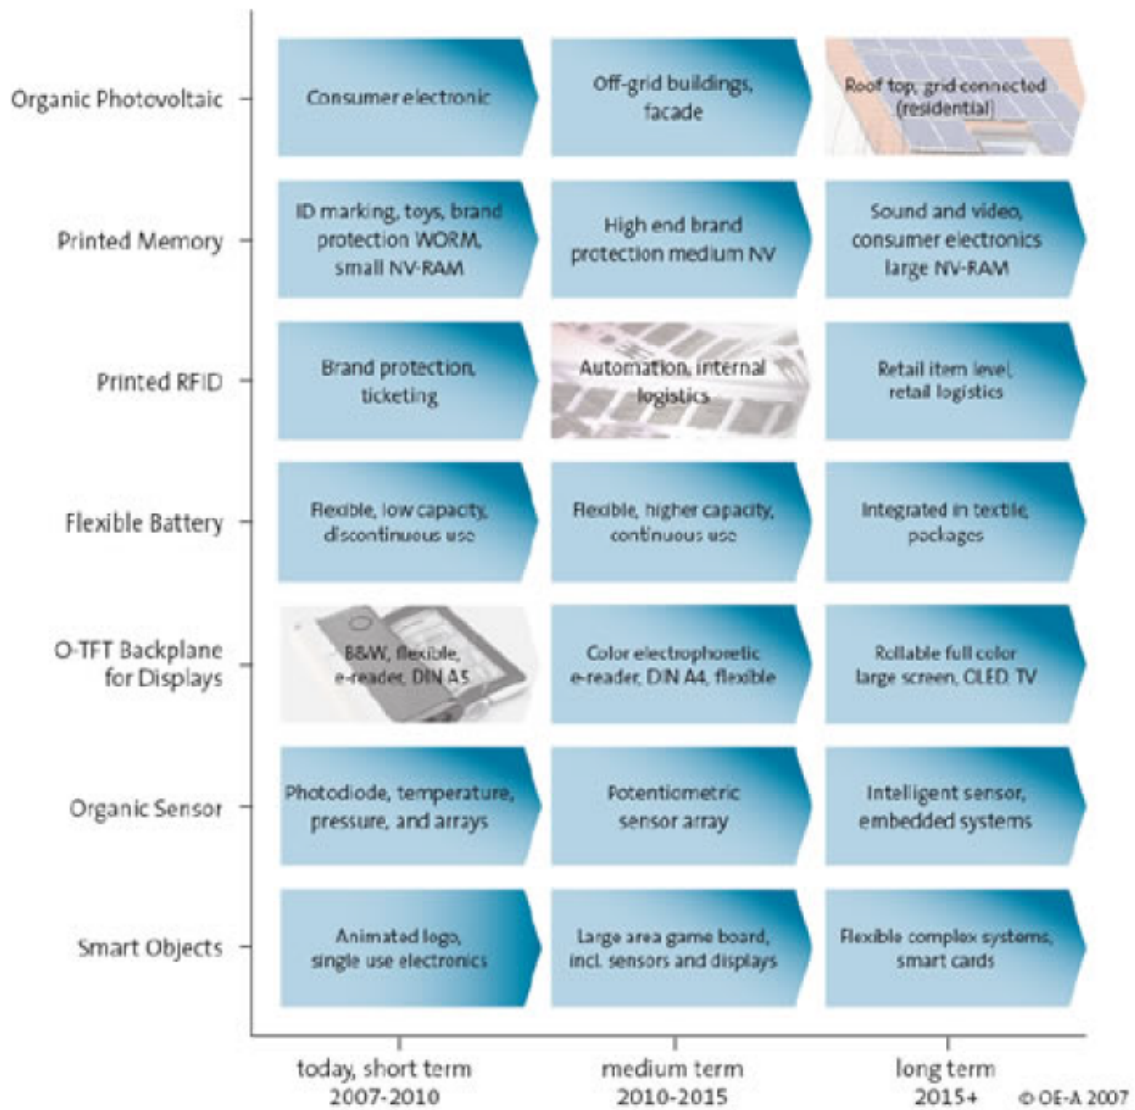 Organic Photovoltaic
Consumer electronic
Off-grid buildings,
facade
Roof top, grid connected
(residential)
Printed Memory
ID marking, toys, brand
protection WORM,
small NV-RAM
High end brand
protection medium NV
Sound and video,
consumer electronics
large NV-RAM
Printed RFID
Brand protection,
ticketing
Automation, internal
logistics
Retail item level,
retail logistics
Flexible Battery
Flexible, low capacity,
discontinuous use
Flexible, higher capacity,
continuous use
Integrated in textile,
packages
O-TFT Backplane
for Displays
B&W, flexible,
e-reader, DIN A5
Color electrophoretic
e-reader, DIN A4, flexible
Rollable full color
large screen, OLED TV
Organic Sensor
Photodiode, temperature,
pressure, and arrays
Potentiometric
sensor array
Intelligent sensor,
embedded systems
Smart Objects
Animated logo,
single use electronics
Large area game board,
incl. sensors and displays
Flexible complex systems,
smart cards
today, short term
2007-2010
medium term
2010-2015
long term
2015+
© OE-A 2007